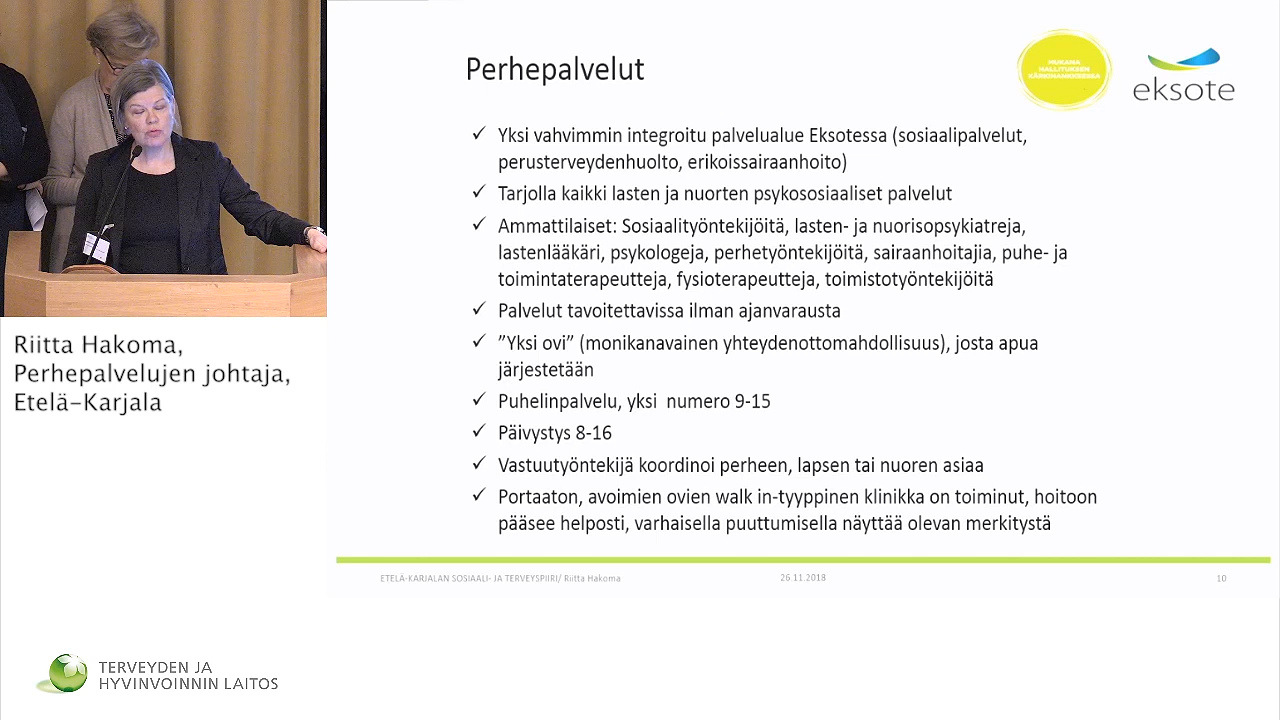 Perhepalvelut
MUKANA
HALLITUKSEN
KÄRKIHANKKEESSA
eksote
✓ Yksi vahvimmin integroitu palvelualue Eksotessa (sosiaalipalvelut,
perusterveydenhuolto, erikoissairaanhoito)
✓ Tarjolla kaikki lasten ja nuorten psykososiaaliset palvelut
✓ Ammattilaiset: Sosiaalityöntekijöitä, lasten- ja nuorisopsykiatreja,
lastenlääkäri, psykologeja, perhetyöntekijöitä, sairaanhoitajia, puhe- ja
toimintaterapeutteja, fysioterapeutteja, toimistotyöntekijöitä
✓ Palvelut tavoitettavissa ilman ajanvarausta
✓ ”Yksi ovi” (monikanavainen yhteydenottomahdollisuus), josta apua
järjestetään
✓ Puhelinpalvelu, yksi  numero 9-15
✓ Päivystys 8-16
✓ Vastuutyöntekijä koordinoi perheen, lapsen tai nuoren asiaa
✓ Portaaton, avoimien ovien walk in-tyyppinen klinikka on toiminut, hoitoon
pääsee helposti, varhaisella puuttumisella näyttää olevan merkitystä
ETELÄ-KARJALAN SOSIAALI- JA TERVEYSPIIRI/ Riitta Hakoma
26.11.2018
10
Riitta Hakoma,
Perhepalvelujen johtaja,
Etelä-Karjala
TERVEYDEN JA
HYVINVOINNIN LAITOS